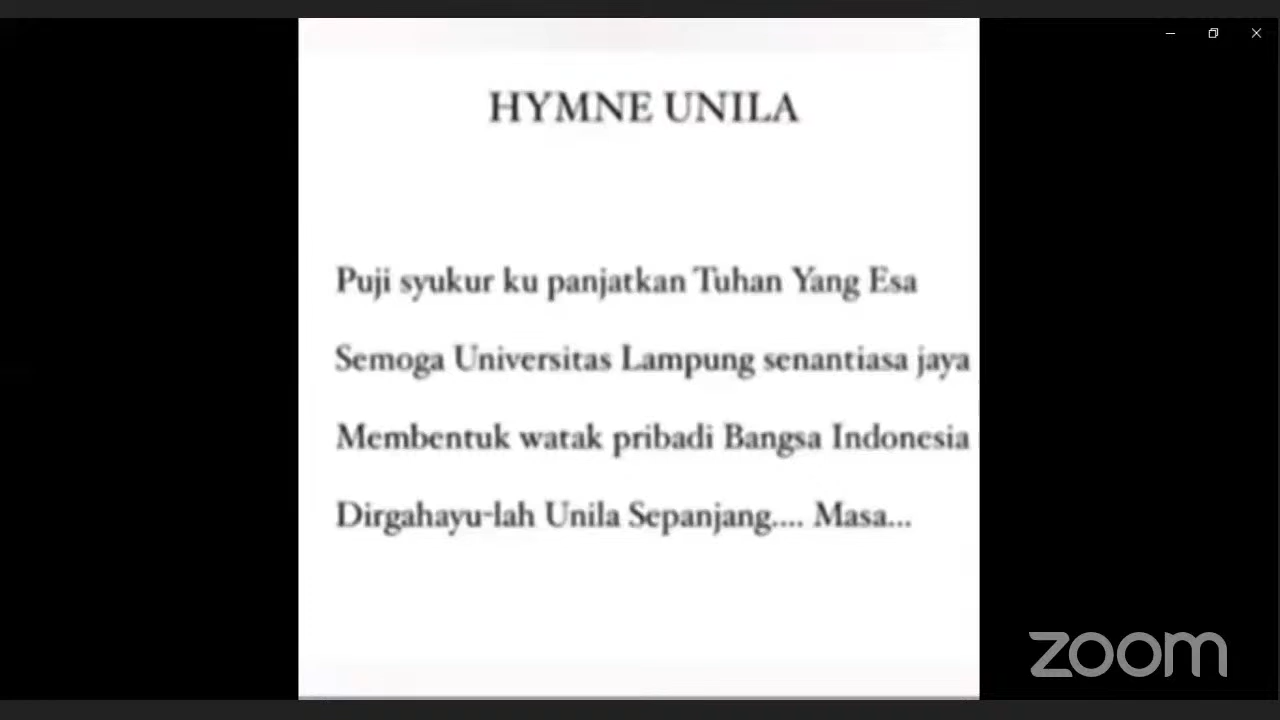 HYMNE UNILA
Puji syukur ku panjatkan Tuhan Yang Esa
Semoga Universitas Lampung senantiasa jaya
Membentuk watak pribadi Bangsa Indonesia
Dirgahayu-lah Unila Sepanjang.... Masa...
zoom